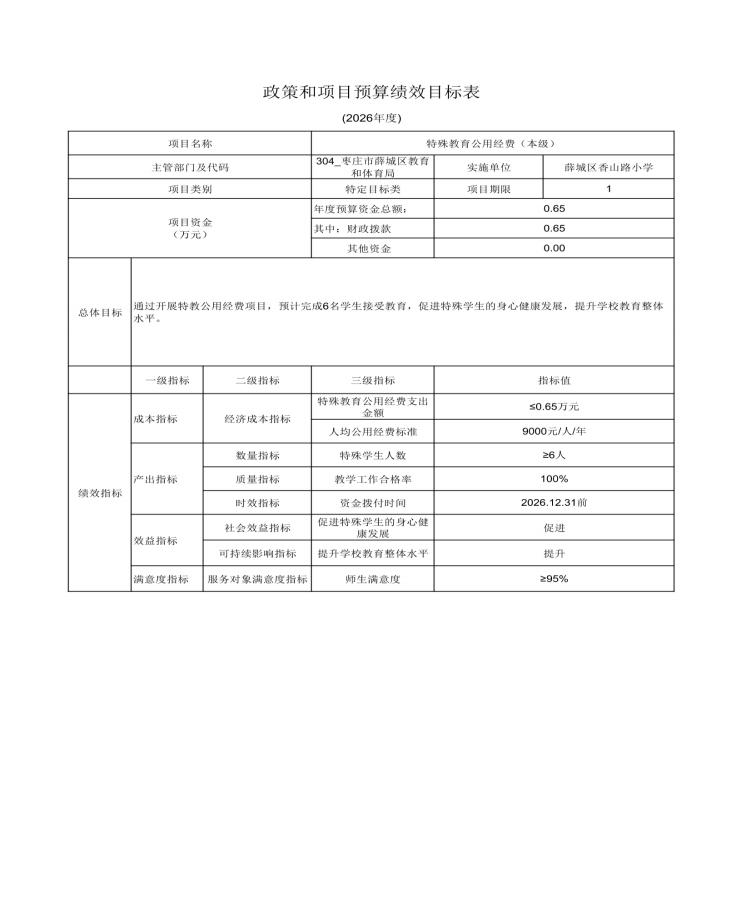 政策和项目预算绩效目标表
(2026年度)
项目名称 特殊教育公用经费（本级）
主管部门及代码 304_枣庄市薛城区教育和体育局 实施单位 薛城区香山路小学
项目类别 特定目标类 项目期限 1
项目资金（万元） 年度预算资金总额： 0.65
其中：财政拨款 0.65
其他资金 0.00
总体目标 通过开展特教公用经费项目，预计完成6名学生接受教育，促进特殊学生的身心健康发展，提升学校教育整体
水平。
一级指标 二级指标 三级指标 指标值
绩效指标 成本指标 经济成本指标 特殊教育公用经费支出金额 ≤0.65万元
人均公用经费标准 9000元/人/年
产出指标 数量指标 特殊学生人数 ≥6人
质量指标 教学工作合格率 100%
时效指标 资金拨付时间 2026.12.31前
效益指标 社会效益指标 促进特殊学生的身心健康发展 促进
可持续影响指标 提升学校教育整体水平 提升
满意度指标 服务对象满意度指标 师生满意度 ≥95%